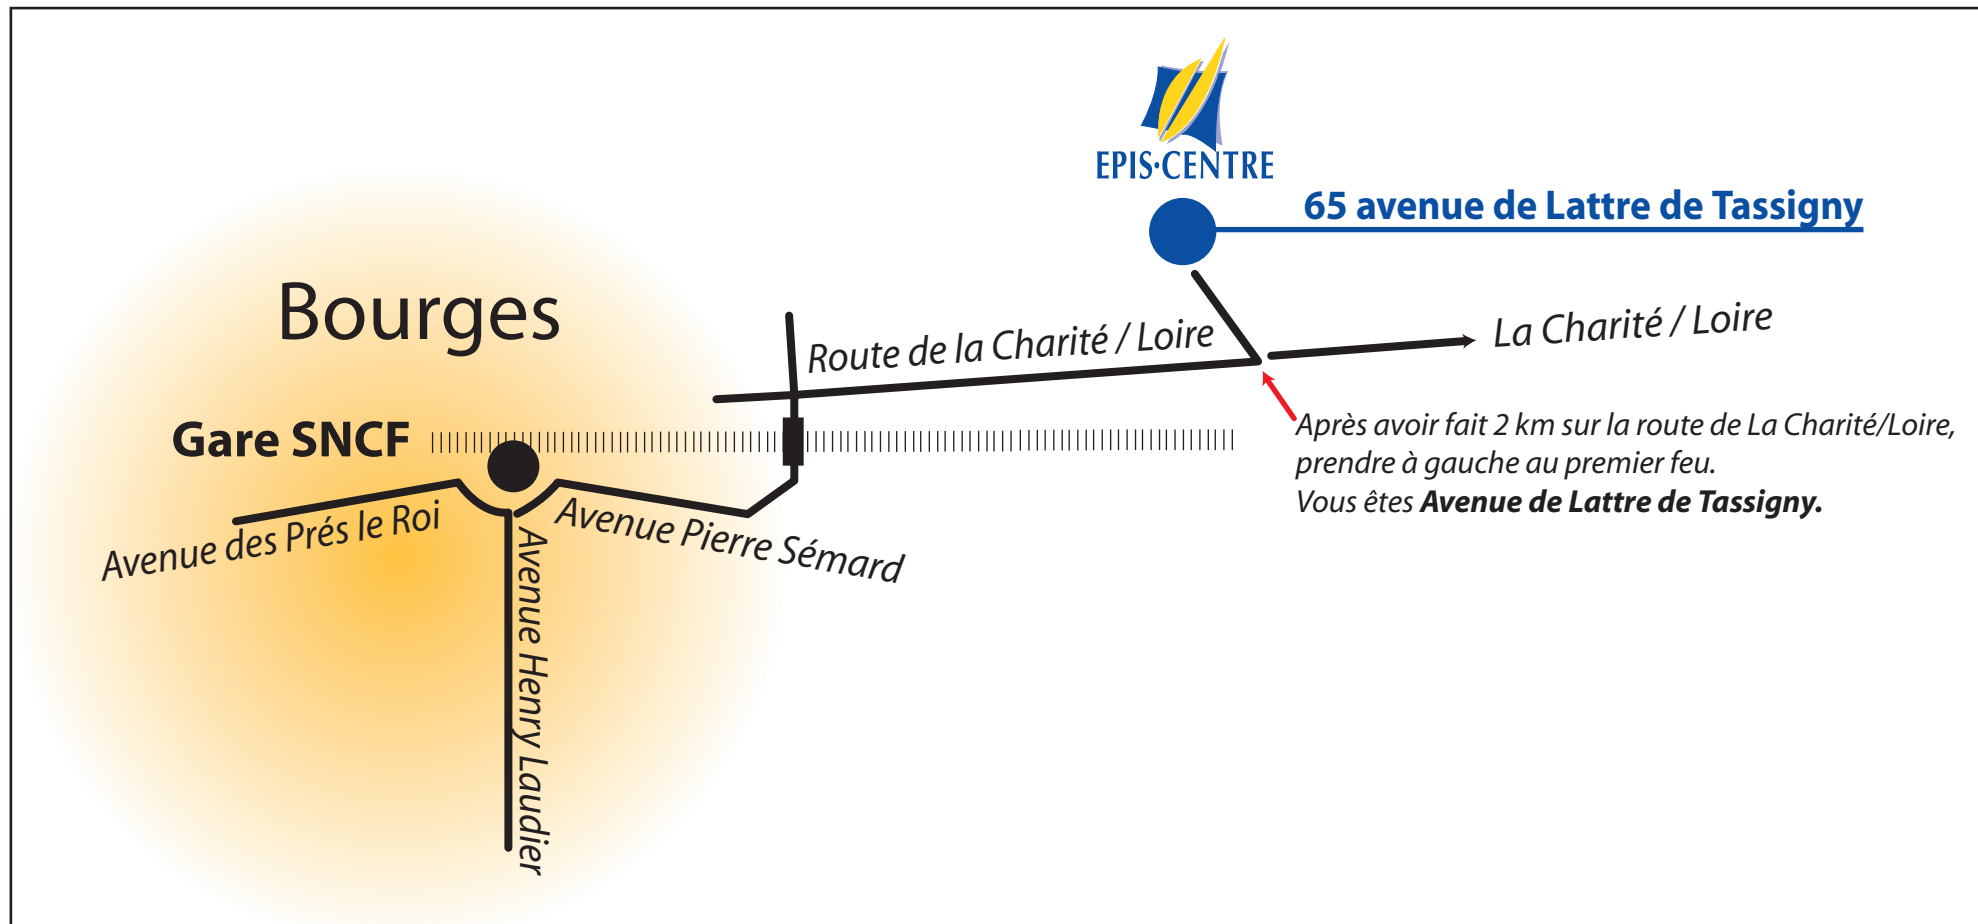 EPIS·CENTRE
65 avenue de Lattre de Tassigny
Bourges
Route de la Charité / Loire
La Charité / Loire
Gare SNCF
Après avoir fait 2 km sur la route de La Charité/Loire,
prendre à gauche au premier feu.
Vous êtes Avenue de Lattre de Tassigny.
Avenue des Prés le Roi
Avenue Pierre Sémard
Avenue Henry Laudier